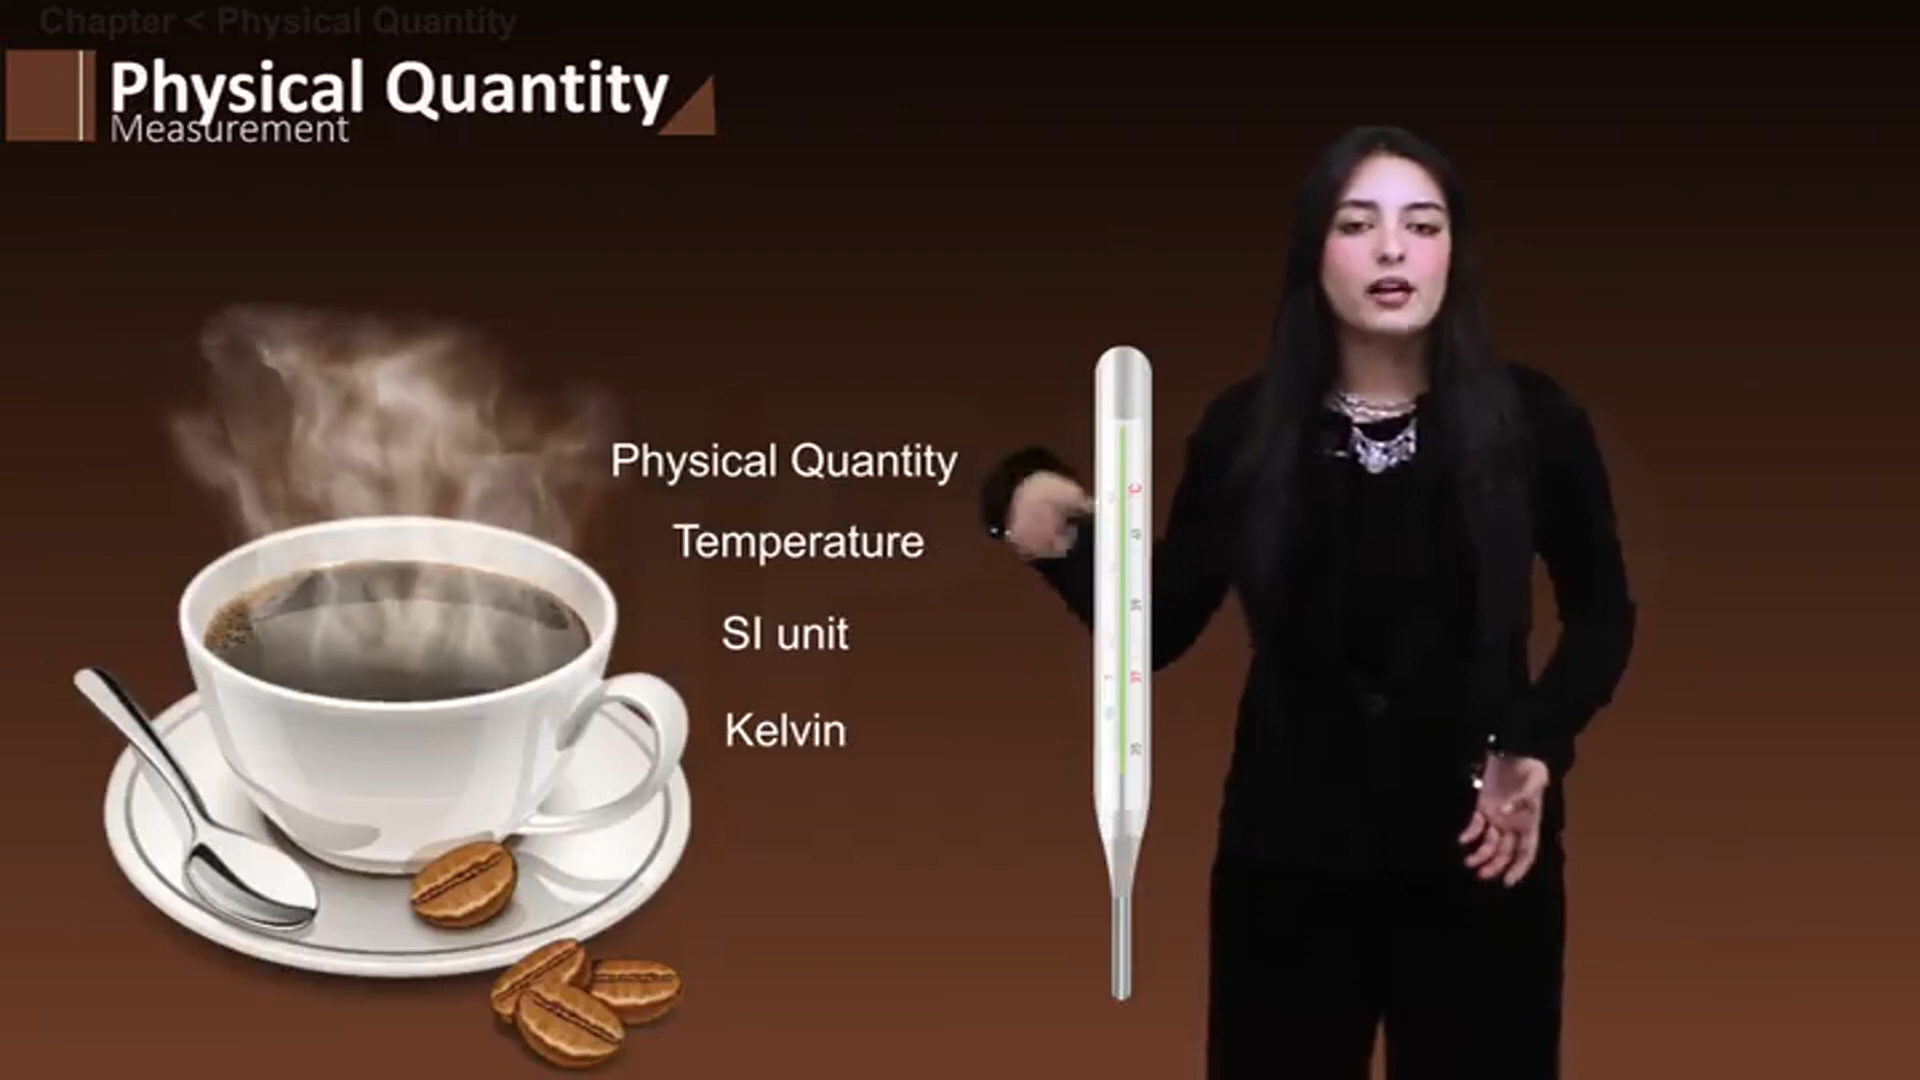 Chapter < Physical Quantity
Physical Quantity
Measurement
Physical Quantity
Temperature
SI unit
Kelvin
°C